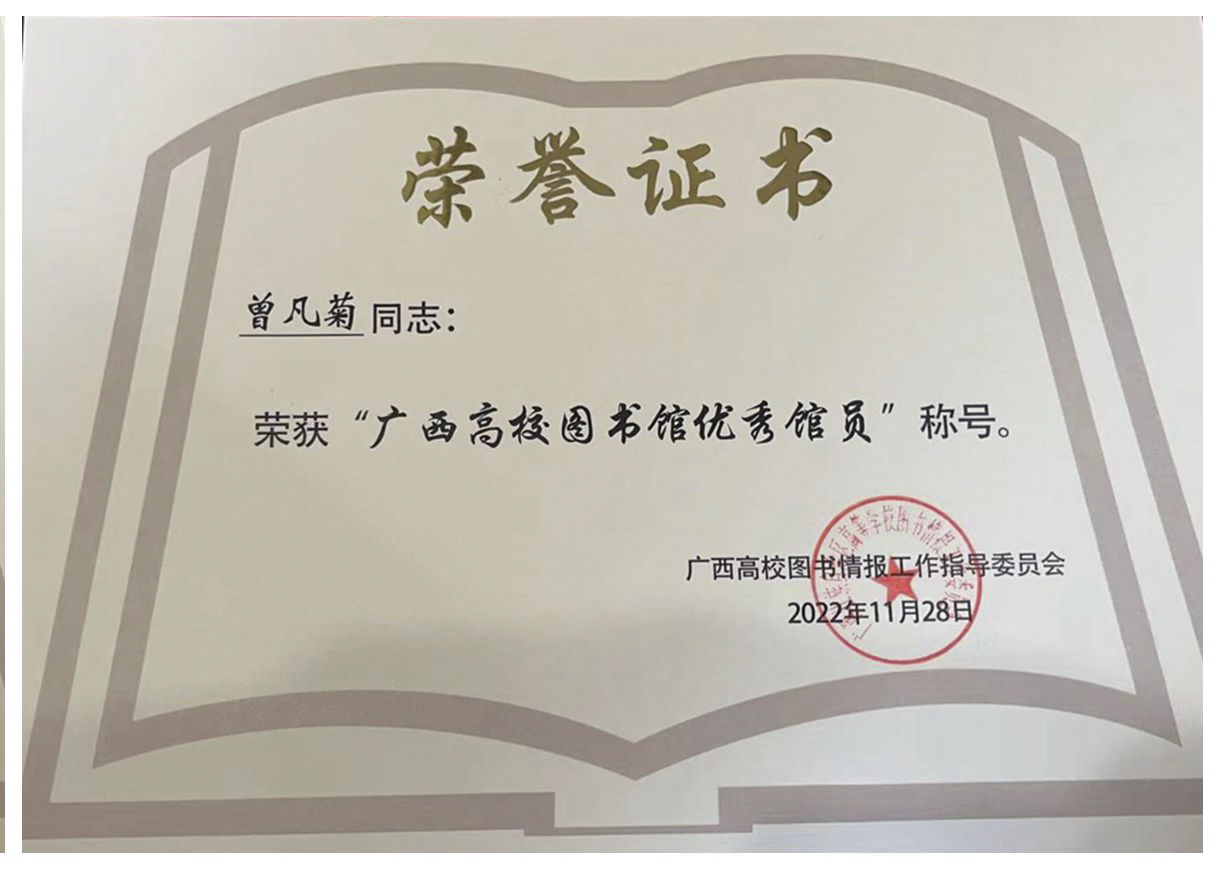 荣誉证书
曾凡菊 同志：
荣获“广西高校图书馆优秀馆员”称号。
广西高校图书情报工作指导委员会
2022年11月28日